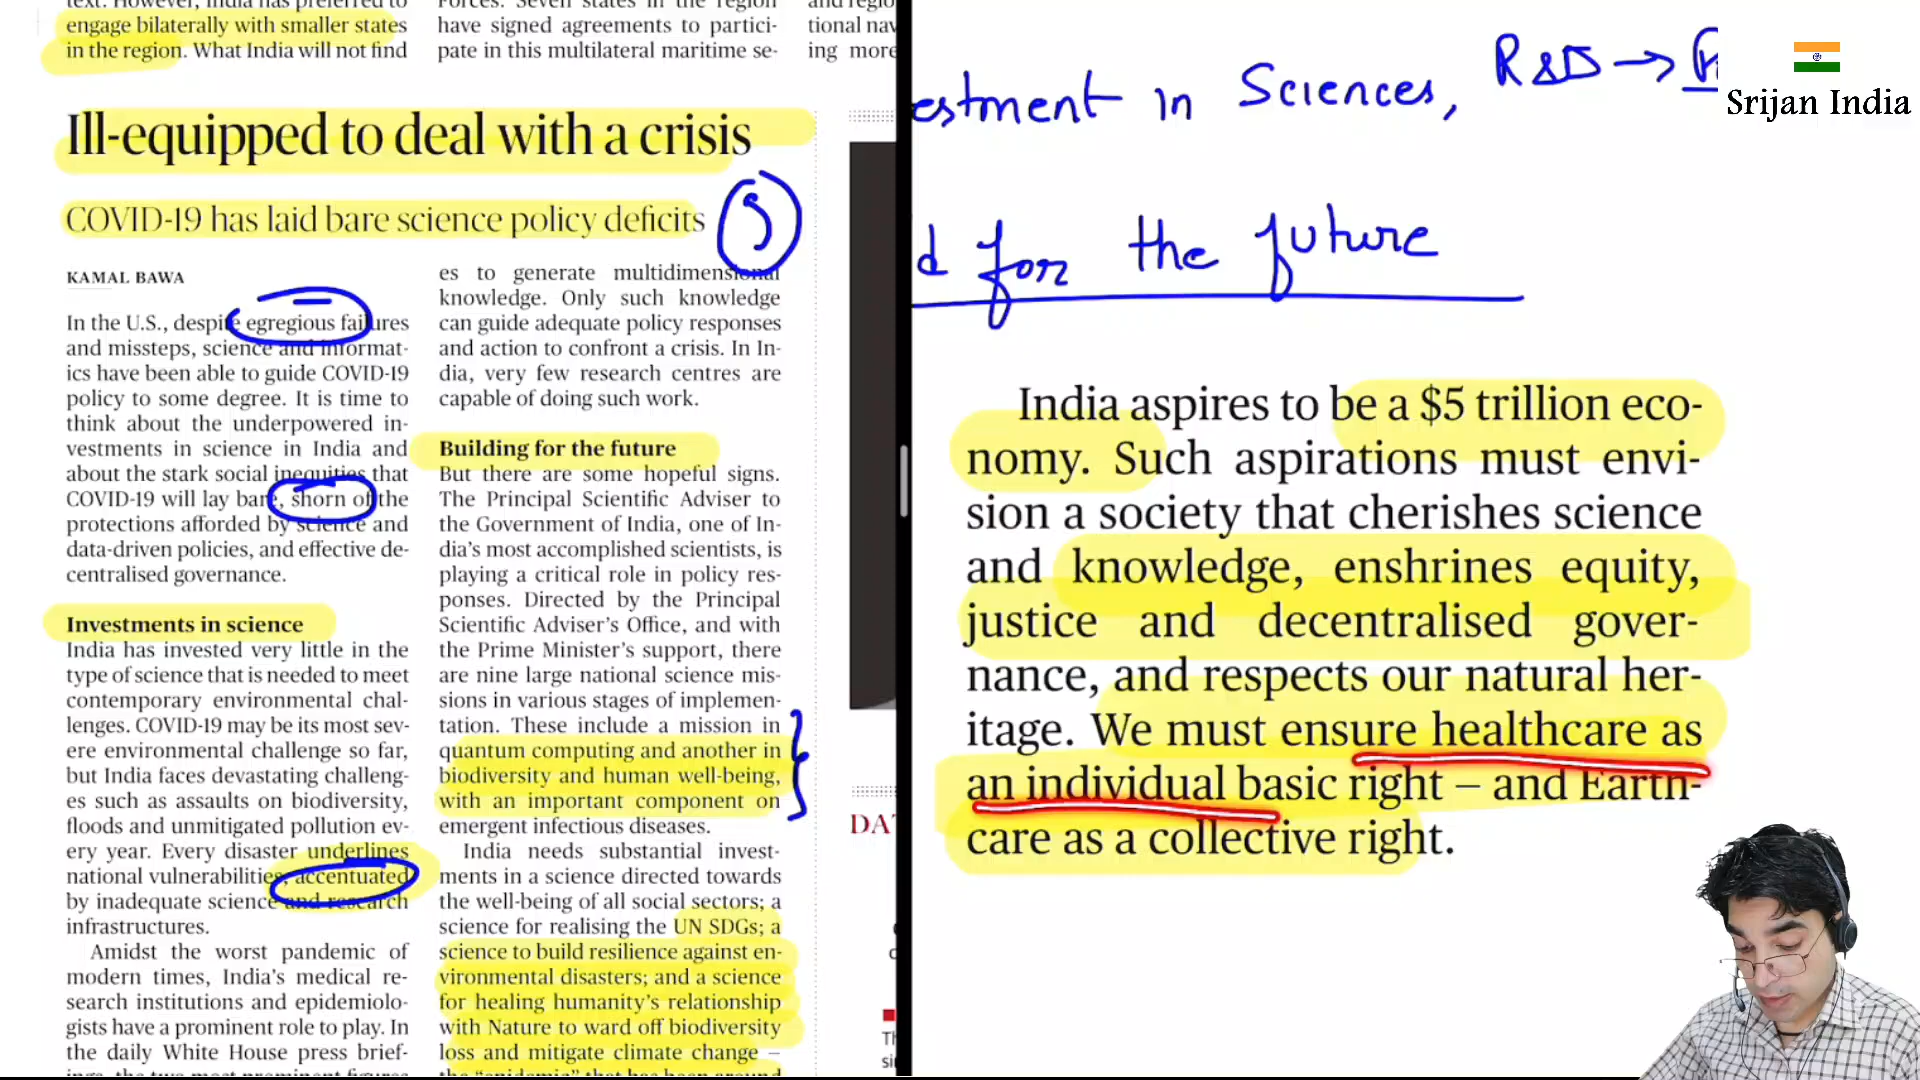 engage bilaterally with smaller states
in the region. What India will not find
have signed agreements to partici-
pate in this multilateral maritime se-
tional nav
ing more
Ill-equipped to deal with a crisis
COVID-19 has laid bare science policy deficits
KAMAL BAWA
In the U.S., despite egregious failures
and missteps, science and informat-
ics have been able to guide COVID-19
policy to some degree. It is time to
think about the underpowered in-
vestments in science in India and
about the stark social inequities that
COVID-19 will lay bare, shorn of the
protections afforded by science and
data-driven policies, and effective de-
centralised governance.
Investments in science
India has invested very little in the
type of science that is needed to meet
contemporary environmental chal-
lenges. COVID-19 may be its most sev-
ere environmental challenge so far,
but India faces devastating challeng-
es such as assaults on biodiversity,
floods and unmitigated pollution ev-
ery year. Every disaster underlines
national vulnerabilities, accentuated
by inadequate science and research
infrastructures.
Amidst the worst pandemic of
modern times, India's medical re-
search institutions and epidemiolo-
gists have a prominent role to play. In
the daily White House press brief-
es to generate multidimensional
knowledge. Only such knowledge
can guide adequate policy responses
and action to confront a crisis. In In-
dia, very few research centres are
capable of doing such work.
Building for the future
But there are some hopeful signs.
The Principal Scientific Adviser to
the Government of India, one of In-
dia's most accomplished scientists, is
playing a critical role in policy res-
ponses. Directed by the Principal
Scientific Adviser's Office, and with
the Prime Minister's support, there
are nine large national science mis-
sions in various stages of implemen-
tation. These include a mission in
quantum computing and another in
biodiversity and human well-being,
with an important component on
emergent infectious diseases.
India needs substantial invest-
ments in a science directed towards
the well-being of all social sectors; a
science for realising the UN SDGs; a
science to build resilience against en-
vironmental disasters; and a science
for healing humanity's relationship
with Nature to ward off biodiversity
loss and mitigate climate change –
DA
estment in Sciences, R&D →
d for the future
Srijan India
India aspires to be a $5 trillion eco-
nomy. Such aspirations must envi-
sion a society that cherishes science
and knowledge, enshrines equity,
justice and decentralised gover-
nance, and respects our natural her-
itage. We must ensure healthcare as
an individual basic right – and Earth-
care as a collective right.